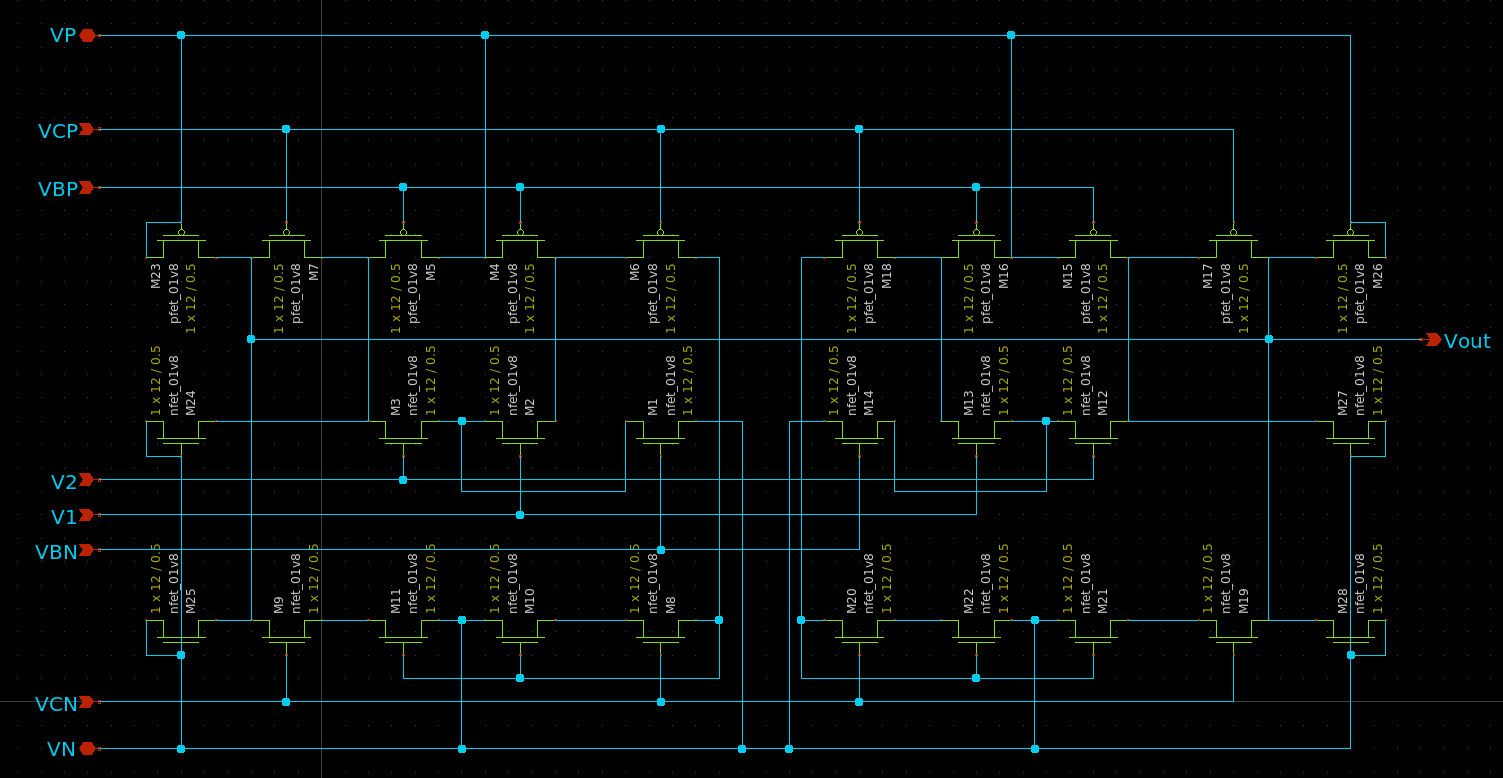 VP
VCP
VBP
M23
pfet_01v8
1 x 12 / 0.5
1 x 12 / 0.5
pfet_01v8
M7
1 x 12 / 0.5
pfet_01v8
M5
M4
pfet_01v8
1 x 12 / 0.5
M6
pfet_01v8
1 x 12 / 0.5
1 x 12 / 0.5
pfet_01v8
M18
1 x 12 / 0.5
pfet_01v8
M16
M15
pfet_01v8
1 x 12 / 0.5
M17
pfet_01v8
1 x 12 / 0.5
1 x 12 / 0.5
pfet_01v8
M26
Vout
1 x 12 / 0.5
nfet_01v8
M24
M3
nfet_01v8
1 x 12 / 0.5
1 x 12 / 0.5
nfet_01v8
M2
M1
nfet_01v8
1 x 12 / 0.5
1 x 12 / 0.5
nfet_01v8
M14
M13
nfet_01v8
1 x 12 / 0.5
1 x 12 / 0.5
nfet_01v8
M12
M27
nfet_01v8
1 x 12 / 0.5
V2
V1
VBN
1 x 12 / 0.5
nfet_01v8
M25
M9
nfet_01v8
1 x 12 / 0.5
M11
nfet_01v8
1 x 12 / 0.5
1 x 12 / 0.5
nfet_01v8
M10
1 x 12 / 0.5
nfet_01v8
M8
M20
nfet_01v8
1 x 12 / 0.5
M22
nfet_01v8
1 x 12 / 0.5
1 x 12 / 0.5
nfet_01v8
M21
1 x 12 / 0.5
nfet_01v8
M19
M28
nfet_01v8
1 x 12 / 0.5
VCN
VN